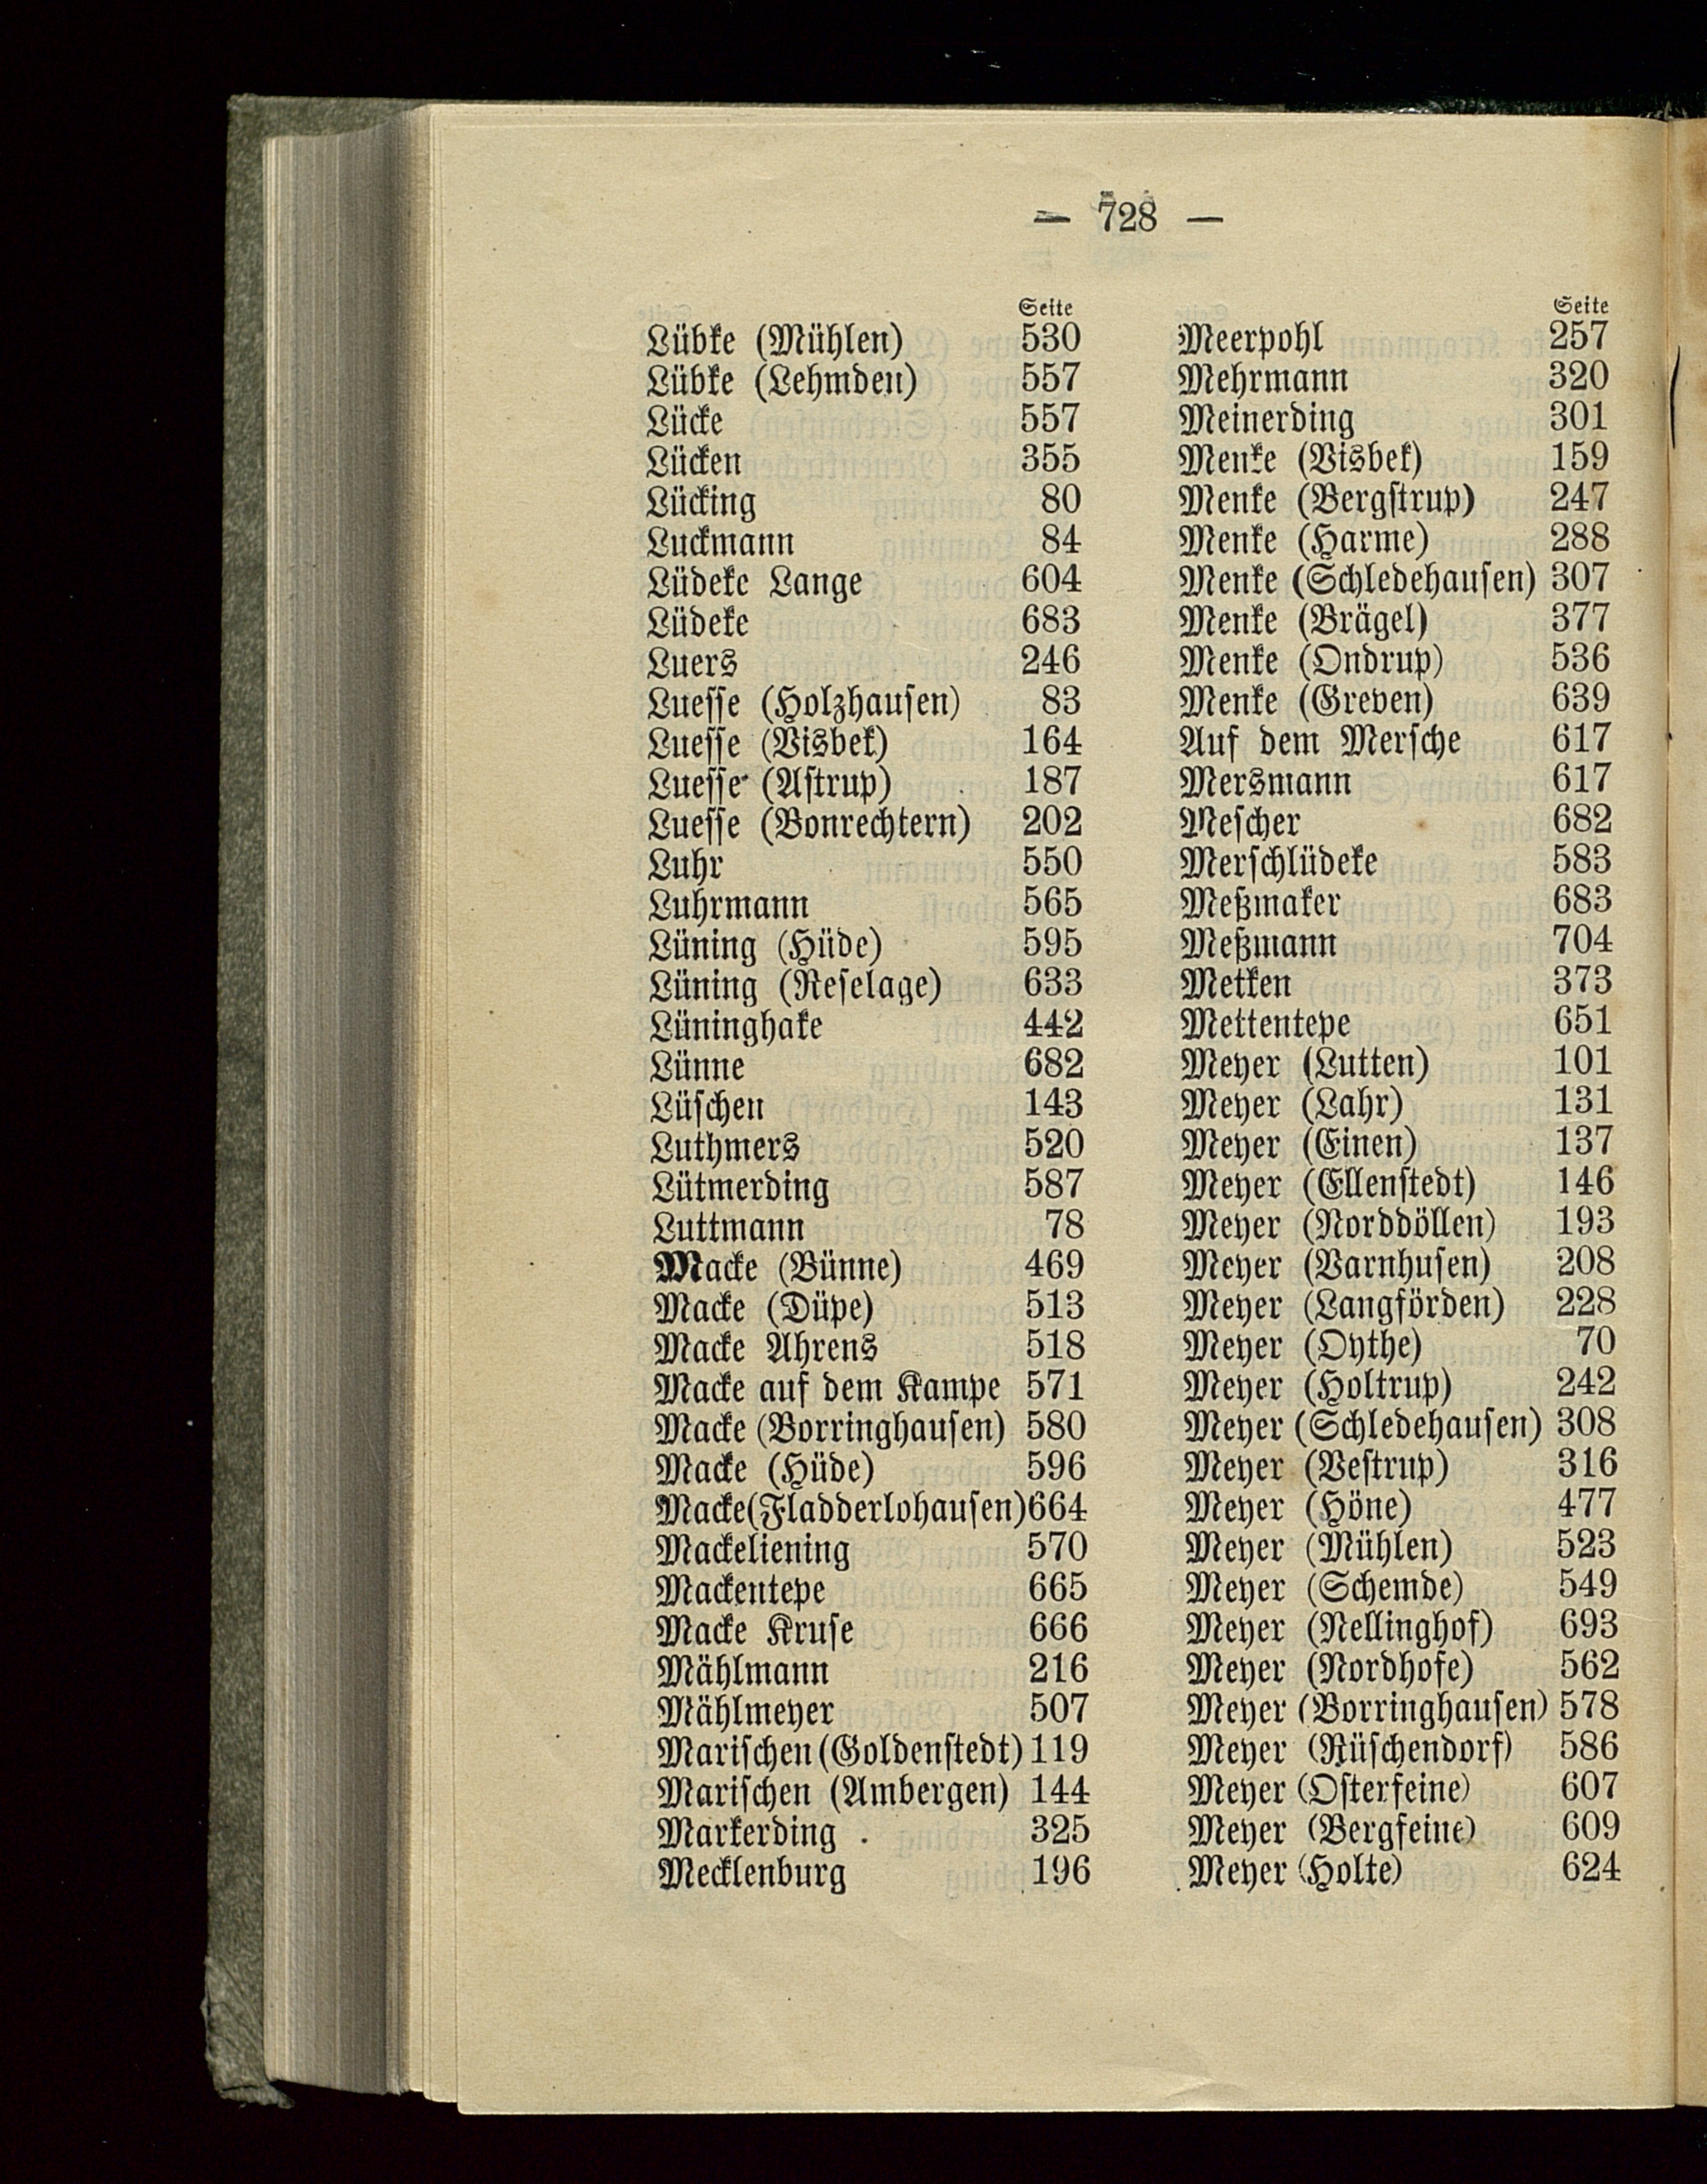 — 728 —
Seite
Lübke (Mühlen) 530
Lübke (Lehmden) 557
Lücke 557
Lücken 355
Lücking 80
Luckmann 84
Lüdeke Lange 604
Lüdeke 683
Luers 246
Luesse (Holzhausen) 83
Luesse (Visbek) 164
Luesse (Astrup) 187
Luesse (Bonrechtern) 202
Luhr 550
Luhrmann 565
Lüning (Hüde) 595
Lüning (Reselage) 633
Lüninghake 442
Lünne 682
Lüschen 143
Luthmers 520
Lütmerding 587
Luttmann 78
Macke (Bünne) 469
Macke (Düpe) 513
Macke Ahrens 518
Macke auf dem Kampe 571
Macke (Borringhausen) 580
Macke (Hüde) 596
Macke (Fladderlohausen) 664
Mackeliening 570
Mackentepe 665
Macke Kruse 666
Mählmann 216
Mählmeyer 507
Marischen (Goldenstedt) 119
Marischen (Ambergen) 144
Markerding . 325
Mecklenburg 196
Seite
Meerpohl 257
Mehrmann 320
Meinerding 301
Menke (Visbek) 159
Menke (Bergstrup) 247
Menke (Harme) 288
Menke (Schledehausen) 307
Menke (Brägel) 377
Menke (Ondrup) 536
Menke (Greven) 639
Auf dem Mersche 617
Mersmann 617
Mescher 682
Merschlüdeke 583
Meßmaker 683
Meßmann 704
Metken 373
Mettentepe 651
Meyer (Lutten) 101
Meyer (Lahr) 131
Meyer (Einen) 137
Meyer (Ellenstedt) 146
Meyer (Norddöllen) 193
Meyer (Varnhusen) 208
Meyer (Langförden) 228
Meyer (Oythe) 70
Meyer (Holtrup) 242
Meyer (Schledehausen) 308
Meyer (Vestrup) 316
Meyer (Höne) 477
Meyer (Mühlen) 523
Meyer (Schemde) 549
Meyer (Nellinghof) 693
Meyer (Nordhofe) 562
Meyer (Borringhausen) 578
Meyer (Rüschendorf) 586
Meyer (Osterfeine) 607
Meyer (Bergfeine) 609
Meyer (Holte) 624